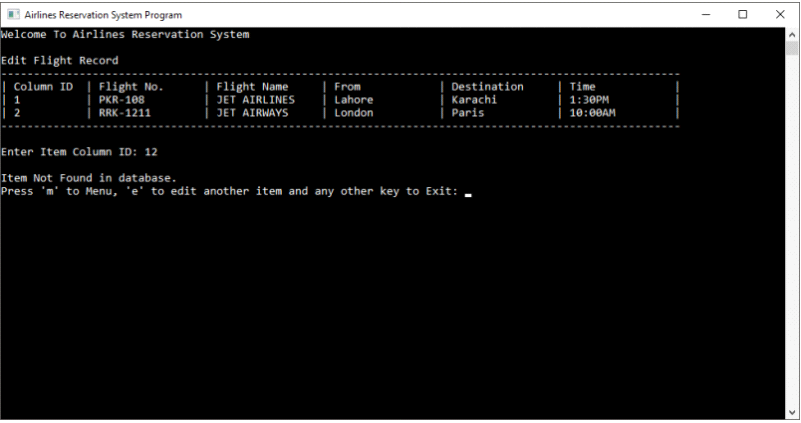 Airlines Reservation System Program
Welcome To Airlines Reservation System
Edit Flight Record
--------------------------------------------------------------------------------------------------------
| Column ID | Flight No. | Flight Name | From | Destination | Time |
| 1 | PKR-108 | JET AIRLINES | Lahore | Karachi | 1:30PM |
| 2 | RRK-1211 | JET AIRWAYS | London | Paris | 10:00AM |
--------------------------------------------------------------------------------------------------------
Enter Item Column ID: 12
Item Not Found in database.
Press 'm' to Menu, 'e' to edit another item and any other key to Exit: _